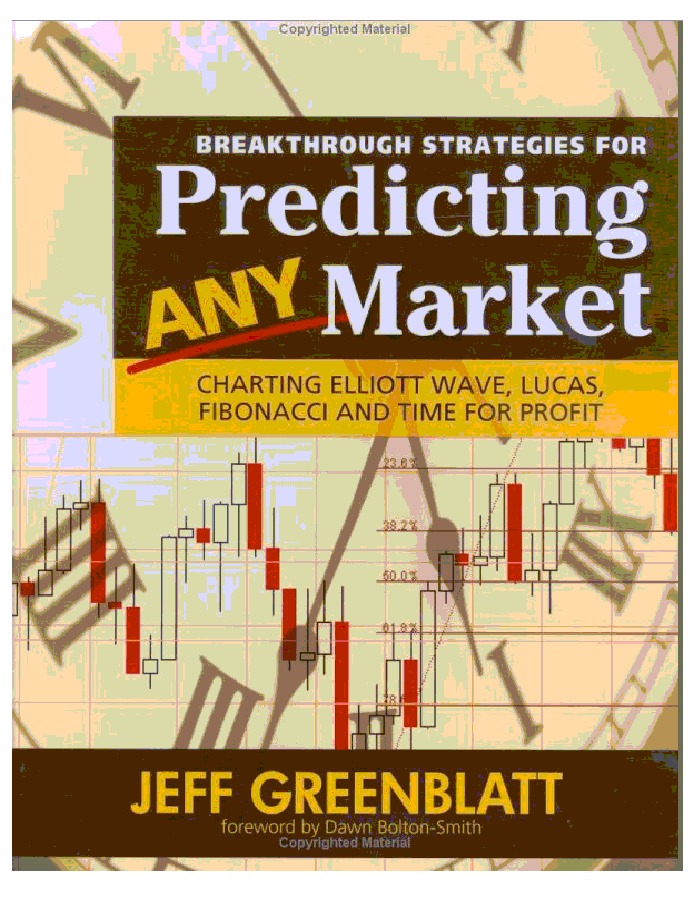 Copyrighted Material
BREAKTHROUGH STRATEGIES FOR
Predicting
ANY Market
CHARTING ELLIOTT WAVE, LUCAS,
FIBONACCI AND TIME FOR PROFIT
23.6%
38.2%
50.0%
61.8%
JEFF GREENBLATT
foreword by Dawn Bolton-Smith
Copyrighted Material